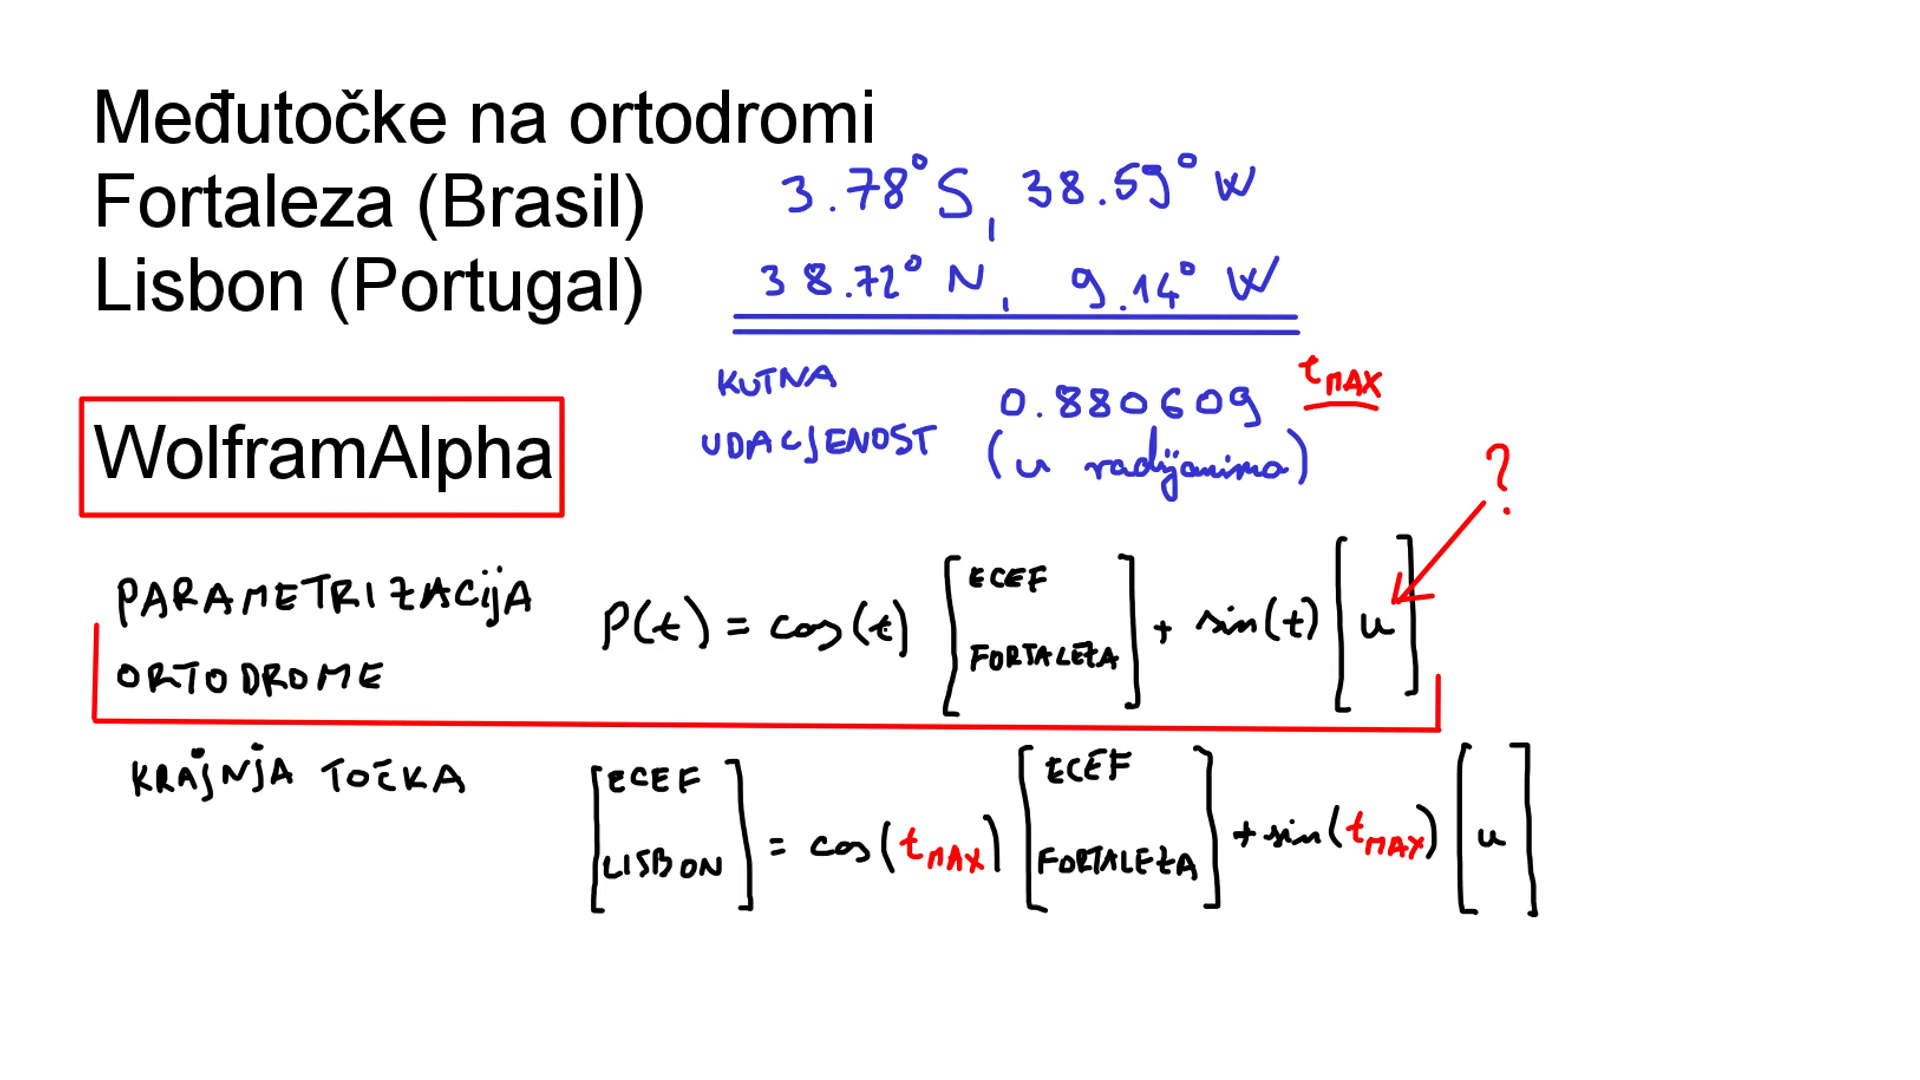 Međutočke na ortodromi
Fortaleza (Brasil) 3.78° S, 38.59° W
Lisbon (Portugal) 38.72° N, 9.14° W
KUTNA UDALJENOST 0.880609 (u radijanima) tMAX
WolframAlpha
?
PARAMETRIZACIJA ORTODROME P(t) = cos(t) [ECEF FORTALEZA] + sin(t) [u]
KRAJNJA TOČKA [ECEF LISBON] = cos(tMAX) [ECEF FORTALEZA] + sin(tMAX) [u]